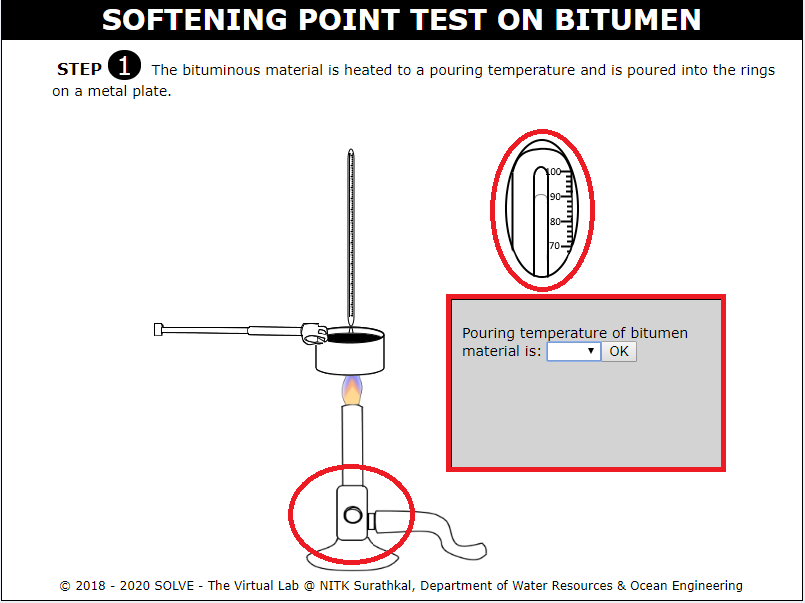 SOFTENING POINT TEST ON BITUMEN
STEP 1 The bituminous material is heated to a pouring temperature and is poured into the rings
on a metal plate.
100
90
80
70
Pouring temperature of bitumen
material is: OK
© 2018 - 2020 SOLVE - The Virtual Lab @ NITK Surathkal, Department of Water Resources & Ocean Engineering